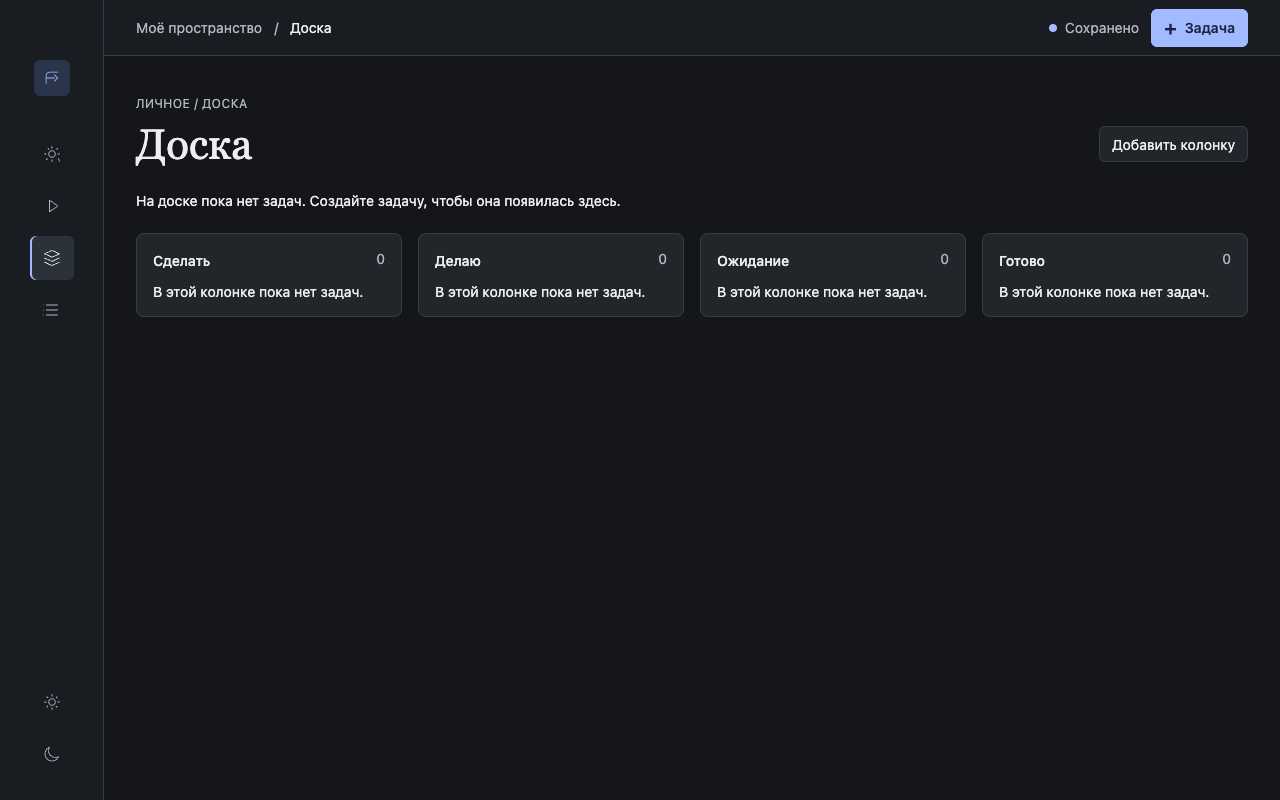 Моё пространство / Доска
Сохранено
+ Задача
ЛИЧНОЕ / ДОСКА
Доска
Добавить колонку
На доске пока нет задач. Создайте задачу, чтобы она появилась здесь.
Сделать 0
В этой колонке пока нет задач.
Делаю 0
В этой колонке пока нет задач.
Ожидание 0
В этой колонке пока нет задач.
Готово 0
В этой колонке пока нет задач.